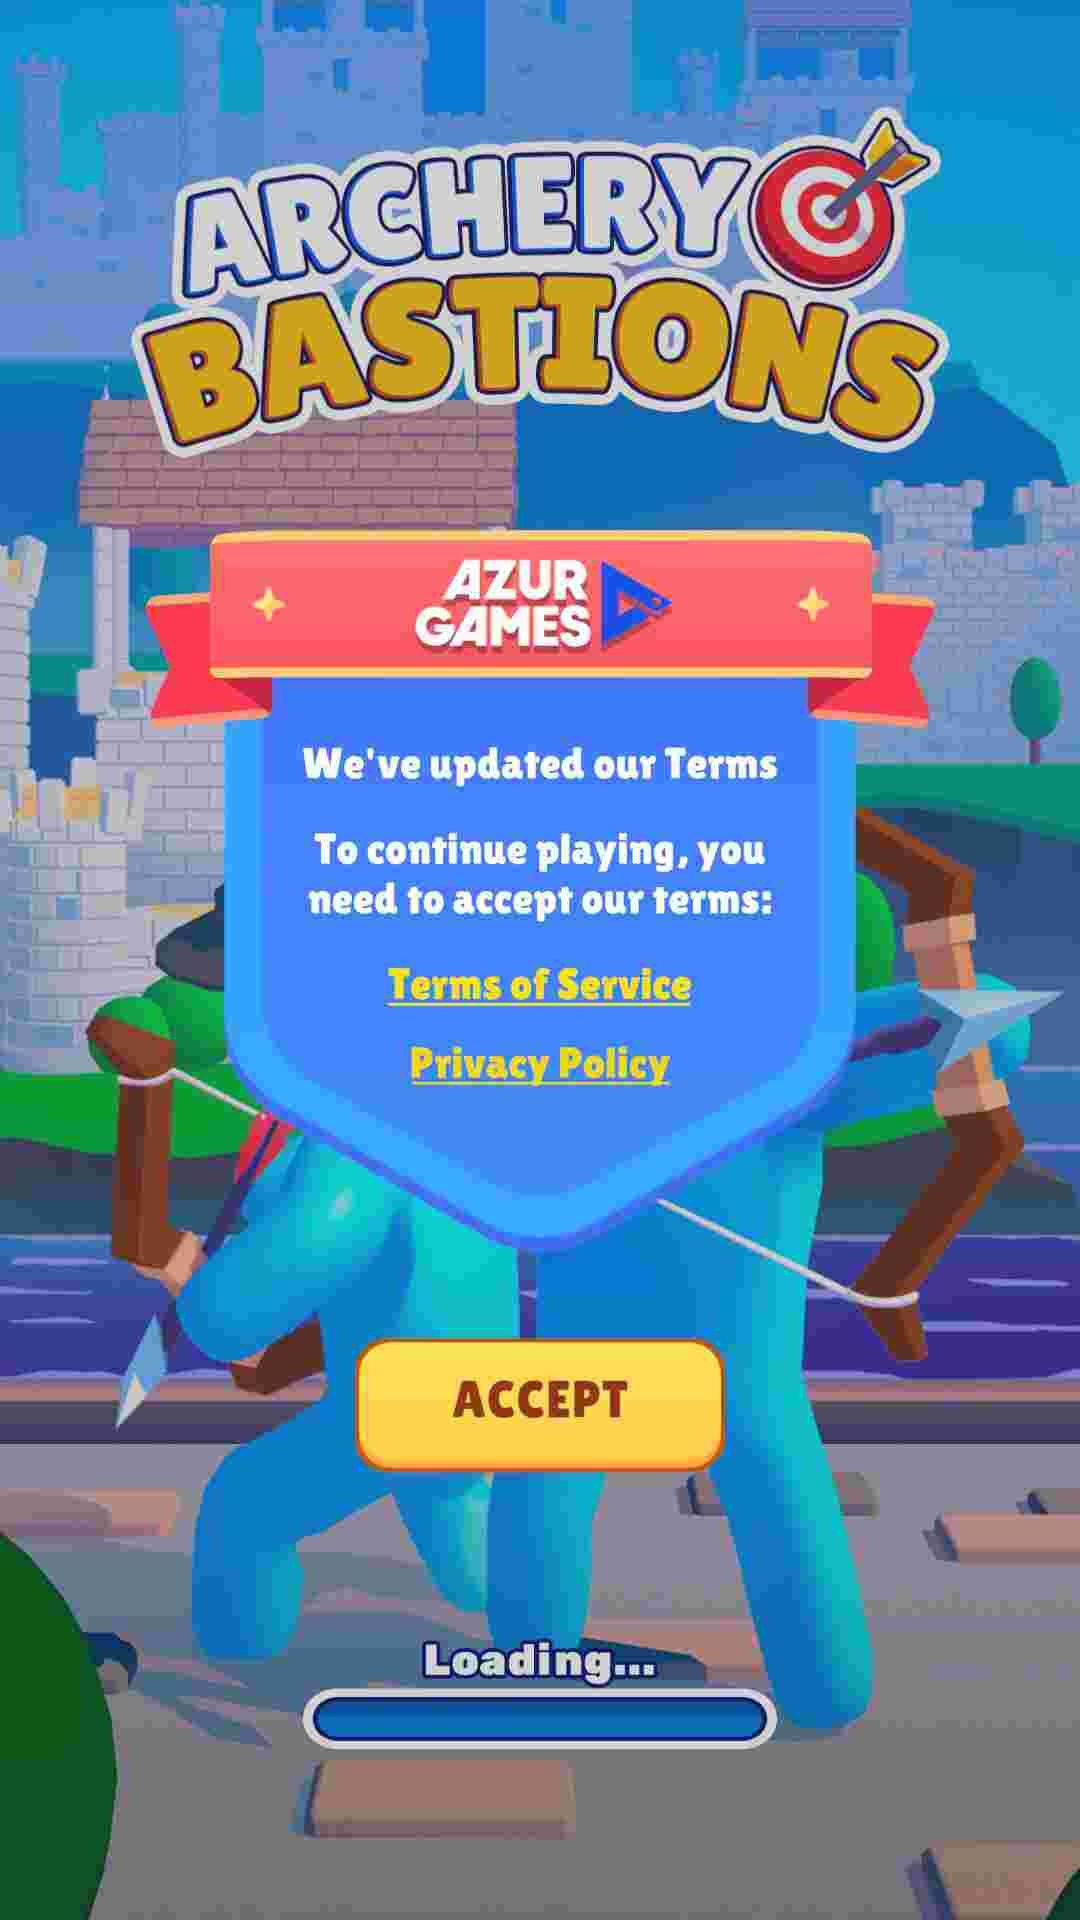 ARCHERY
BASTIONS
AZUR
GAMES
We've updated our Terms
To continue playing, you
need to accept our terms:
Terms of Service
Privacy Policy
ACCEPT
Loading...